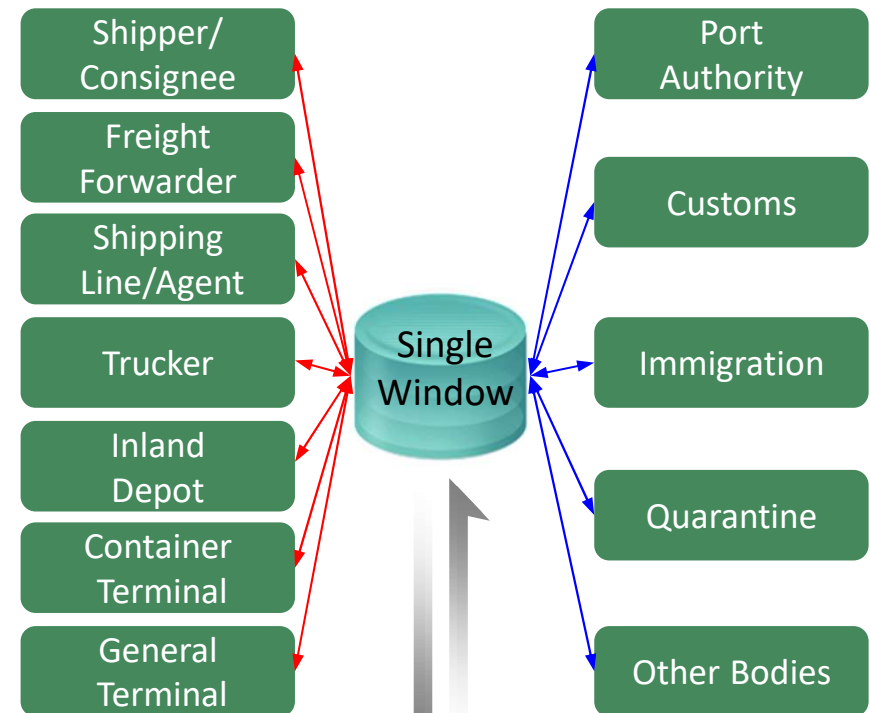 Shipper/
Consignee
Freight
Forwarder
Shipping
Line/Agent
Trucker
Inland
Depot
Container
Terminal
General
Terminal
Single
Window
Port
Authority
Customs
Immigration
Quarantine
Other Bodies